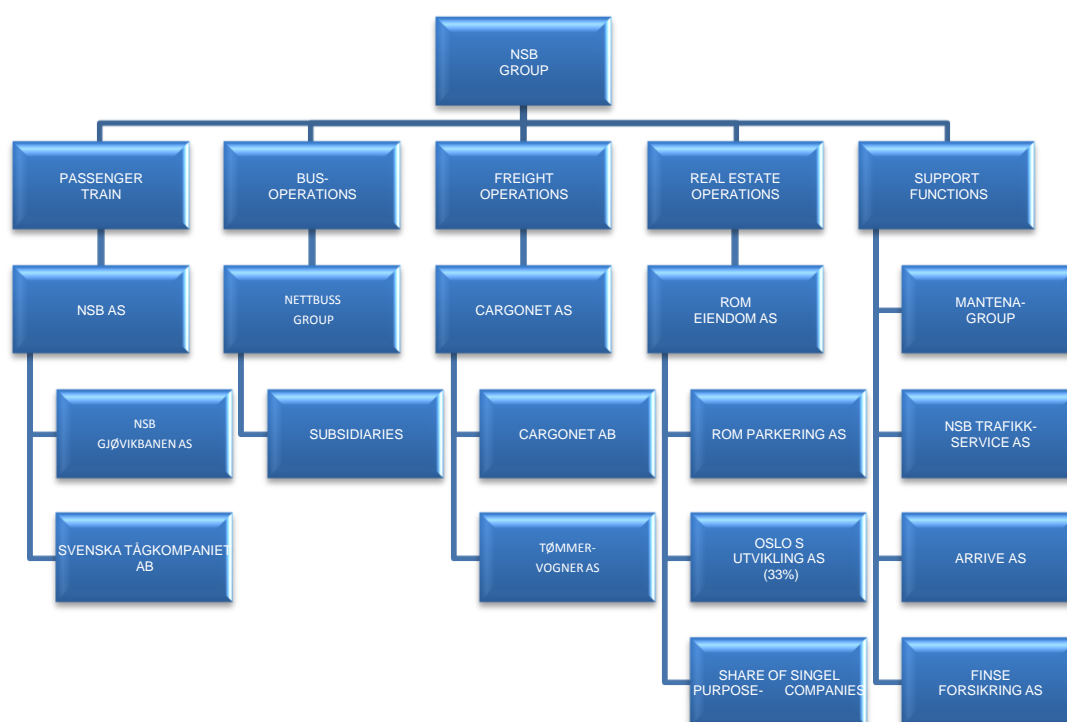 NSB
GROUP
PASSENGER
TRAIN
BUS-
OPERATIONS
FREIGHT
OPERATIONS
REAL ESTATE
OPERATIONS
SUPPORT
FUNCTIONS
NSB AS
NETTBUSS
GROUP
CARGONET AS
ROM
EIENDOM AS
MANTENA-
GROUP
NSB
GJØVIKBANEN AS
SUBSIDIARIES
CARGONET AB
ROM PARKERING AS
NSB TRAFIKK-
SERVICE AS
SVENSKA TÅGKOMPANIET
AB
TØMMER-
VOGNER AS
OSLO S
UTVIKLING AS
(33%)
ARRIVE AS
SHARE OF SINGEL
PURPOSE- COMPANIES
FINSE
FORSIKRING AS